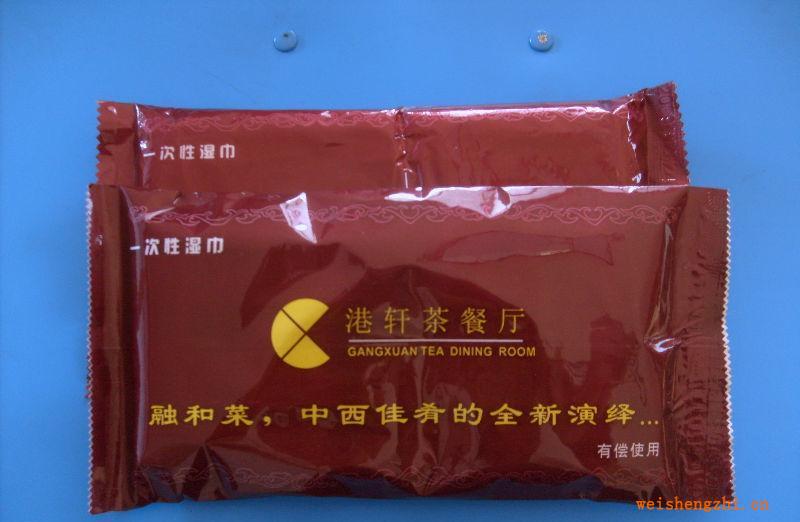 一次性湿巾
一次性湿巾
港轩茶餐厅
GANGXUAN TEA DINING ROOM
融和菜，中西佳肴的全新演绎...
有偿使用
weishengzhi.cn